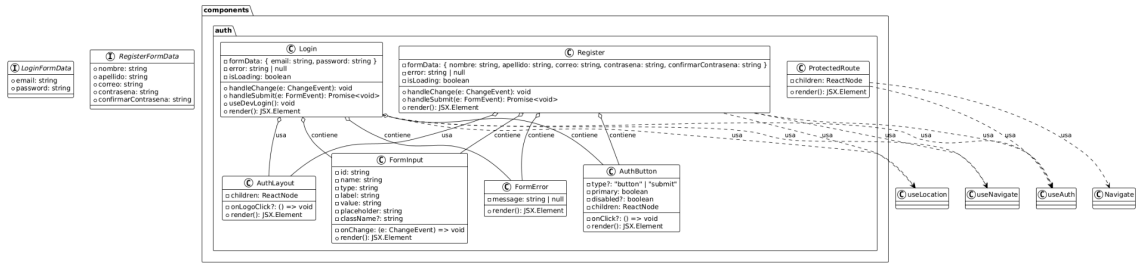 components
auth
I LoginFormData
email: string
password: string
I RegisterFormData
nombre: string
apellido: string
correo: string
contrasena: string
confirmarContrasena: string
C Login
formData: { email: string, password: string }
error: string | null
isLoading: boolean
handleChange(e: ChangeEvent): void
handleSubmit(e: FormEvent): Promise<void>
useDevLogin(): void
render(): JSX.Element
C Register
formData: { nombre: string, apellido: string, correo: string, contrasena: string, confirmarContrasena: string }
error: string | null
isLoading: boolean
handleChange(e: ChangeEvent): void
handleSubmit(e: FormEvent): Promise<void>
render(): JSX.Element
C ProtectedRoute
children: ReactNode
render(): JSX.Element
usa
contiene
contiene
usa
contiene
contiene
contiene
usa
usa
usa
usa
usa
usa
C AuthLayout
children: ReactNode
onLogoClick?: () => void
render(): JSX.Element
C FormInput
id: string
name: string
type: string
label: string
value: string
placeholder: string
className?: string
onChange: (e: ChangeEvent) => void
render(): JSX.Element
C FormError
message: string | null
render(): JSX.Element
C AuthButton
type?: "button" | "submit"
primary: boolean
disabled?: boolean
children: ReactNode
onClick?: () => void
render(): JSX.Element
C useLocation
C useNavigate
C useAuth
C Navigate